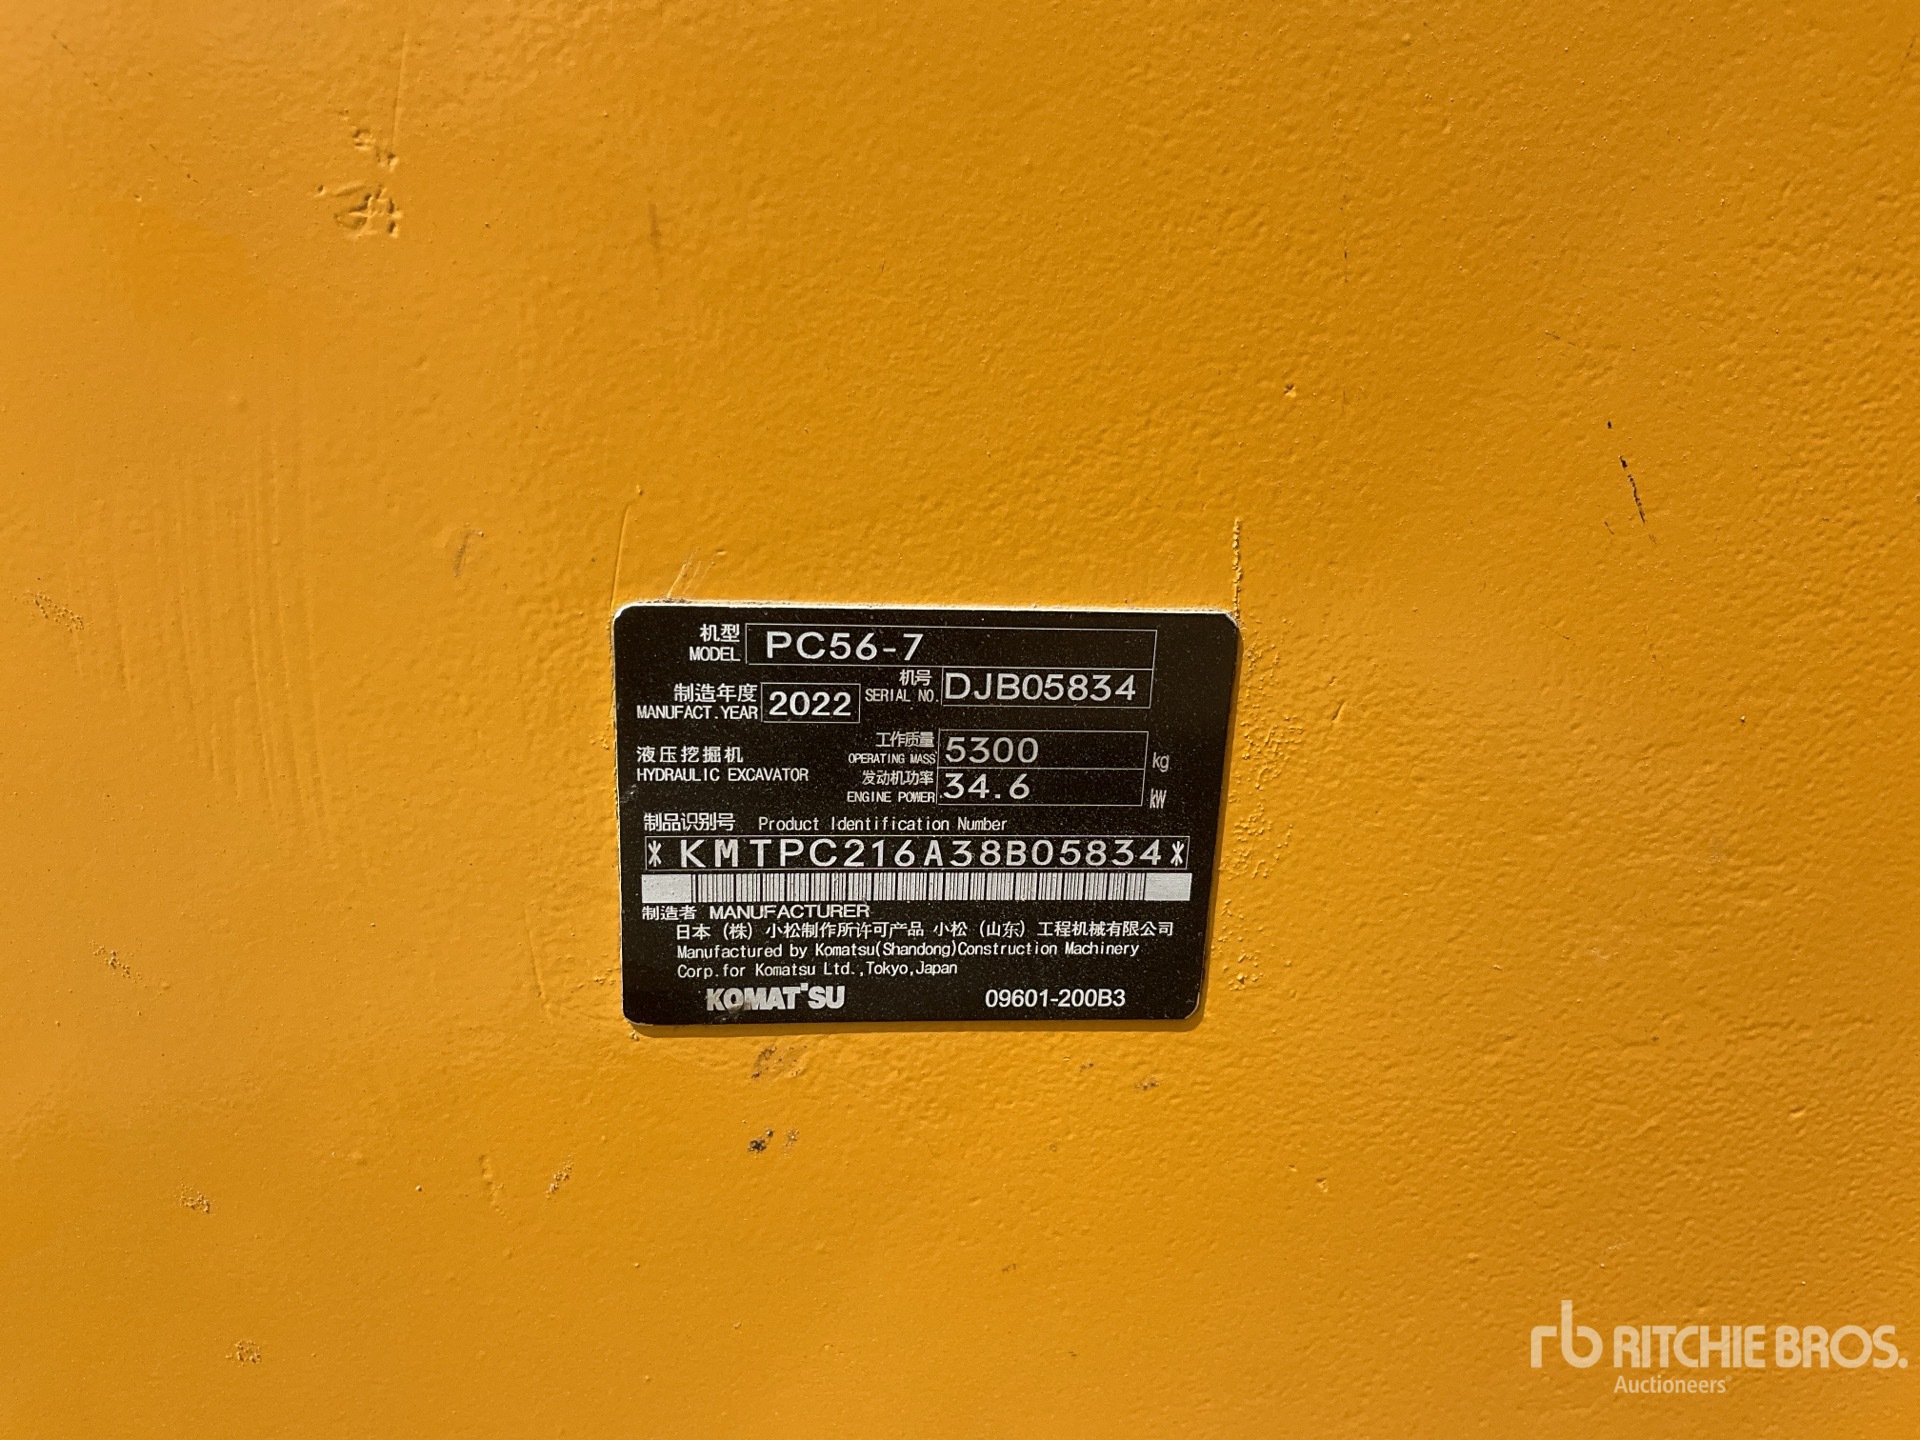 机型
MODEL PC56-7
制造年度 机号
MANUFACT.YEAR 2022 SERIAL NO. DJB05834
液压挖掘机 工作质量
HYDRAULIC EXCAVATOR OPERATING MASS 5300 kg
发动机功率
ENGINE POWER 34.6 kW
制品识别号 Product Identification Number
*KMTPC216A38B05834*
制造者 MANUFACTURER
日本（株）小松制作所许可产品 小松（山东）工程机械有限公司
Manufactured by Komatsu(Shandong)Construction Machinery
Corp.for Komatsu Ltd.,Tokyo,Japan
KOMATSU 09601-200B3
rb RITCHIE BROS.
Auctioneers